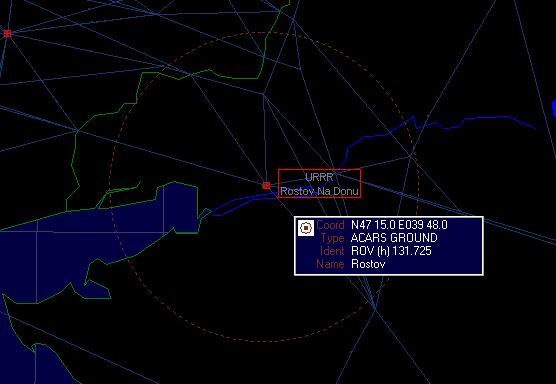 URRR
Rostov Na Donu
Coord N47 15.0 E039 48.0
Type ACARS GROUND
Ident ROV (h) 131.725
Name Rostov